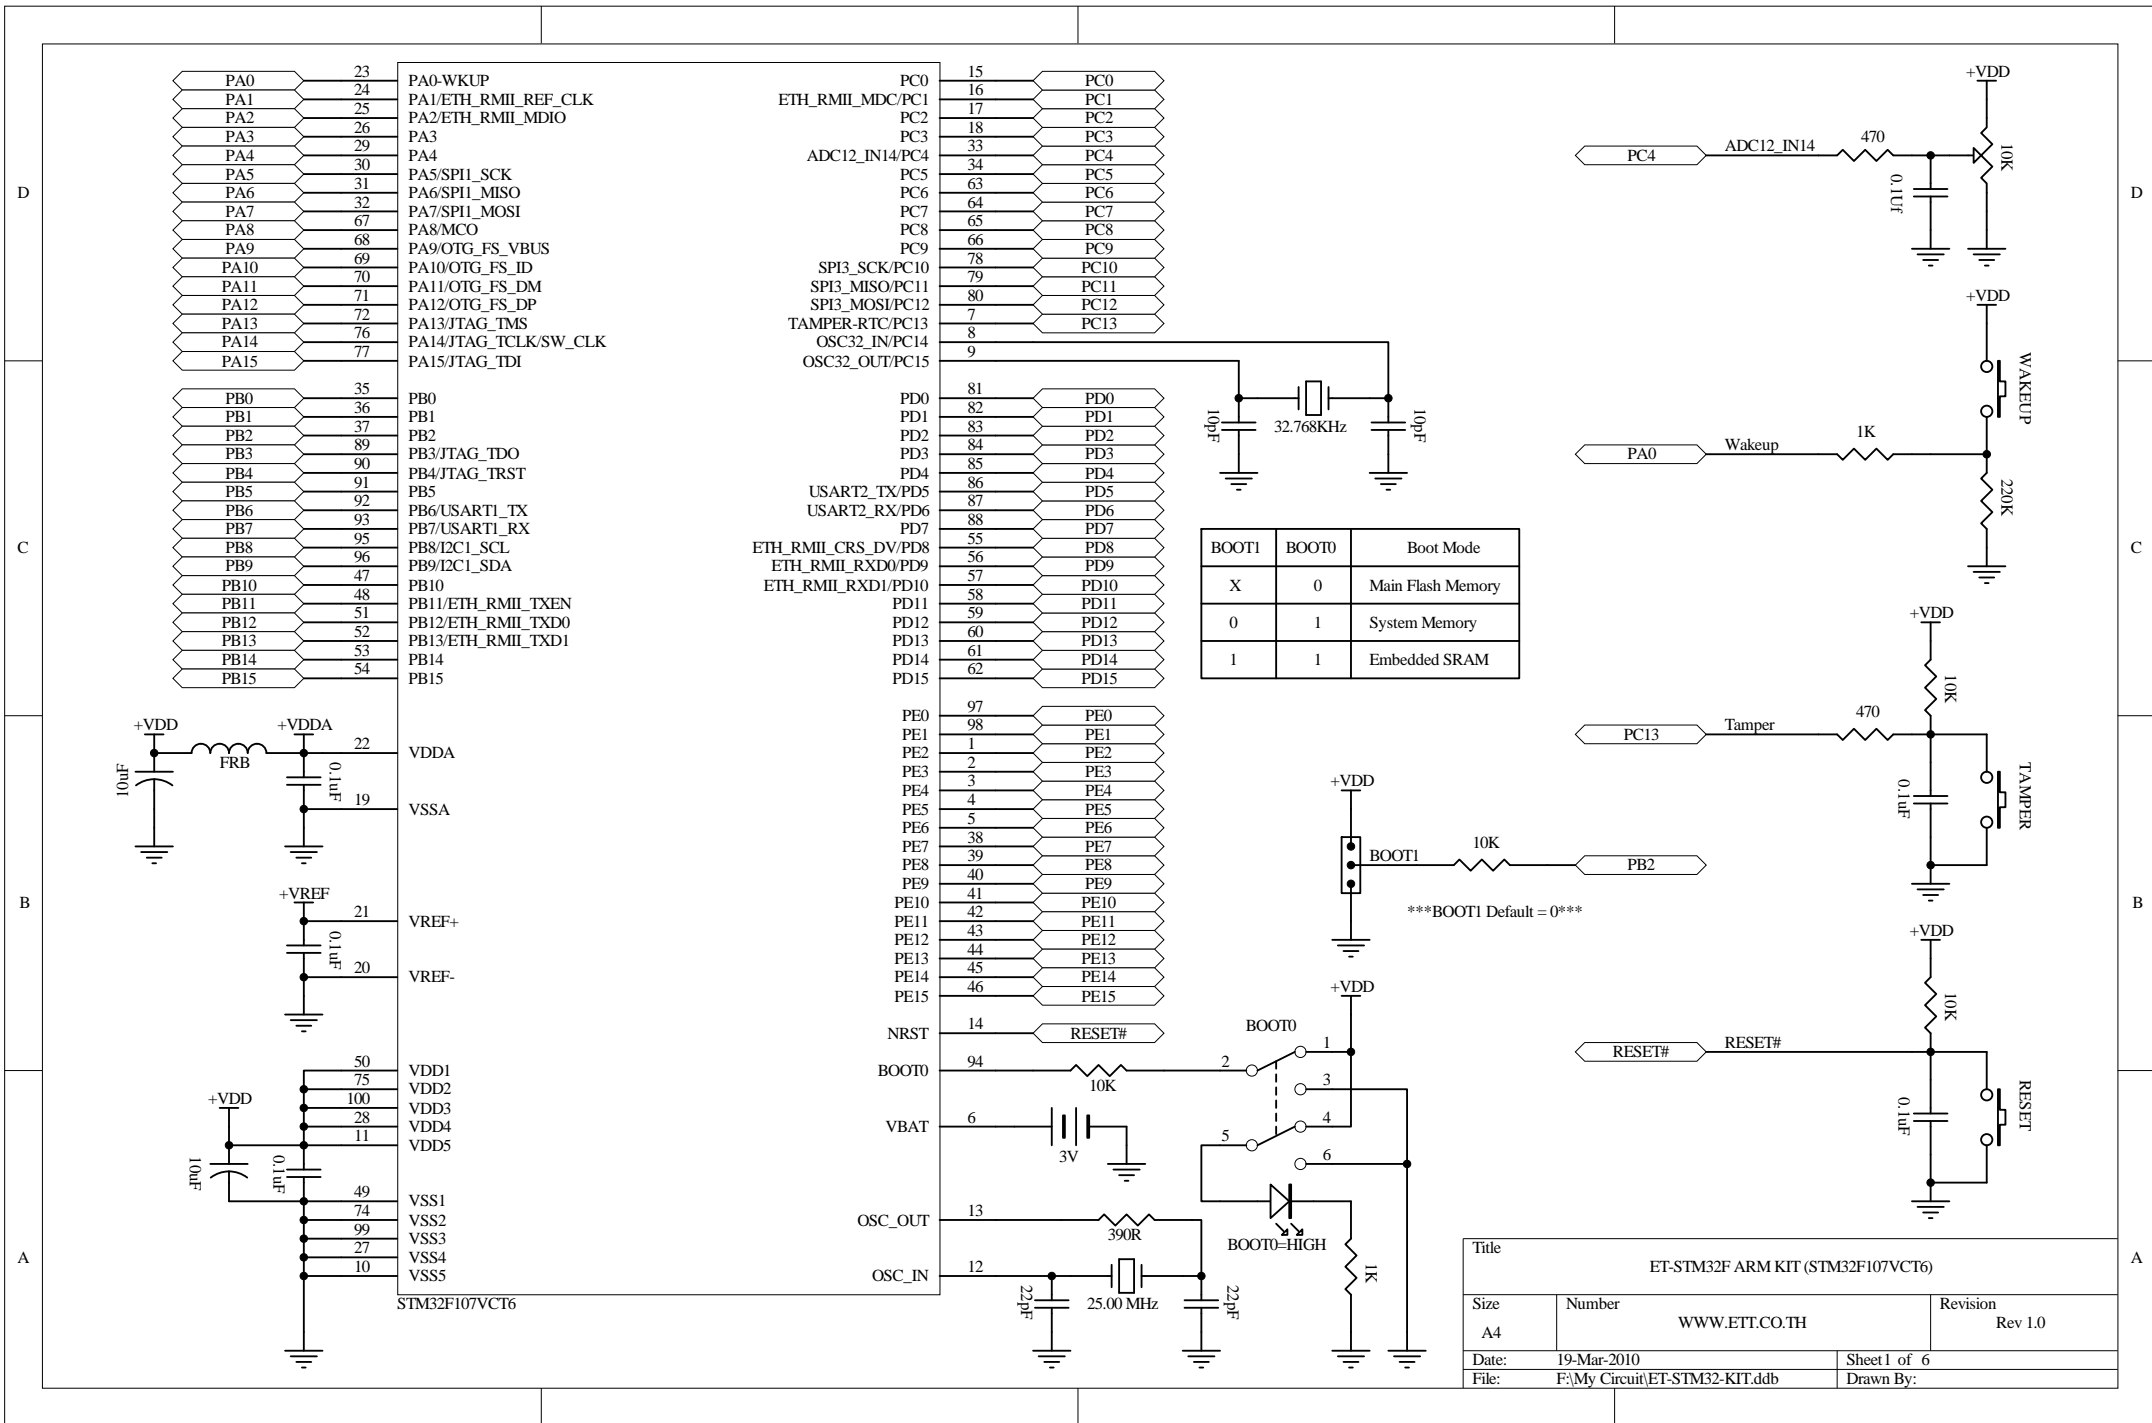 D
C
B
A
PA0 23 PA0-WKUP
PA1 24 PA1/ETH_RMII_REF_CLK
PA2 25 PA2/ETH_RMII_MDIO
PA3 26 PA3
PA4 29 PA4
PA5 30 PA5/SPI1_SCK
PA6 31 PA6/SPI1_MISO
PA7 32 PA7/SPI1_MOSI
PA8 67 PA8/MCO
PA9 68 PA9/OTG_FS_VBUS
PA10 69 PA10/OTG_FS_ID
PA11 70 PA11/OTG_FS_DM
PA12 71 PA12/OTG_FS_DP
PA13 72 PA13/JTAG_TMS
PA14 76 PA14/JTAG_TCLK/SW_CLK
PA15 77 PA15/JTAG_TDI
PB0 35 PB0
PB1 36 PB1
PB2 37 PB2
PB3 89 PB3/JTAG_TDO
PB4 90 PB4/JTAG_TRST
PB5 91 PB5
PB6 92 PB6/USART1_TX
PB7 93 PB7/USART1_RX
PB8 95 PB8/I2C1_SCL
PB9 96 PB9/I2C1_SDA
PB10 47 PB10
PB11 48 PB11/ETH_RMII_TXEN
PB12 51 PB12/ETH_RMII_TXD0
PB13 52 PB13/ETH_RMII_TXD1
PB14 53 PB14
PB15 54 PB15
+VDD +VDDA
FRB
10uF
0.1uF
22 VDDA
19 VSSA
+VREF
21 VREF+
0.1uF
20 VREF-
50 VDD1
75 VDD2
100 VDD3
28 VDD4
11 VDD5
+VDD
10uF
0.1uF
49 VSS1
74 VSS2
99 VSS3
27 VSS4
10 VSS5
STM32F107VCT6
PC0 15 PC0
ETH_RMII_MDC/PC1 16 PC1
PC2 17 PC2
PC3 18 PC3
ADC12_IN14/PC4 33 PC4
PC5 34 PC5
PC6 63 PC6
PC7 64 PC7
PC8 65 PC8
PC9 66 PC9
SPI3_SCK/PC10 78 PC10
SPI3_MISO/PC11 79 PC11
SPI3_MOSI/PC12 80 PC12
TAMPER-RTC/PC13 7 PC13
OSC32_IN/PC14 8
OSC32_OUT/PC15 9
10pF
32.768KHz
10pF
PD0 81 PD0
PD1 82 PD1
PD2 83 PD2
PD3 84 PD3
PD4 85 PD4
USART2_TX/PD5 86 PD5
USART2_RX/PD6 87 PD6
PD7 88 PD7
ETH_RMII_CRS_DV/PD8 55 PD8
ETH_RMII_RXD0/PD9 56 PD9
ETH_RMII_RXD1/PD10 57 PD10
PD11 58 PD11
PD12 59 PD12
PD13 60 PD13
PD14 61 PD14
PD15 62 PD15
PE0 97 PE0
PE1 98 PE1
PE2 1 PE2
PE3 2 PE3
PE4 3 PE4
PE5 4 PE5
PE6 5 PE6
PE7 38 PE7
PE8 39 PE8
PE9 40 PE9
PE10 41 PE10
PE11 42 PE11
PE12 43 PE12
PE13 44 PE13
PE14 45 PE14
PE15 46 PE15
NRST 14 RESET#
BOOT0 94
10K
VBAT 6
3V
OSC_OUT 13
390R
OSC_IN 12
22pF
25.00 MHz
22pF
BOOT1 BOOT0 Boot Mode
X 0 Main Flash Memory
0 1 System Memory
1 1 Embedded SRAM
+VDD
BOOT1
10K
PB2
***BOOT1 Default = 0***
+VDD
BOOT0
1
2
3
4
5
6
BOOT0=HIGH
1K
+VDD
PC4 ADC12_IN14 470
10K
0.1Uf
+VDD
WAKEUP
PA0 Wakeup 1K
220K
+VDD
10K
PC13 Tamper 470
0.1uF
TAMPER
+VDD
10K
RESET# RESET#
0.1uF
RESET
D
C
B
A
Title
ET-STM32F ARM KIT (STM32F107VCT6)
Size Number Revision
A4 WWW.ETT.CO.TH Rev 1.0
Date: 19-Mar-2010 Sheet1 of 6
File: F:\My Circuit\ET-STM32-KIT.ddb Drawn By: